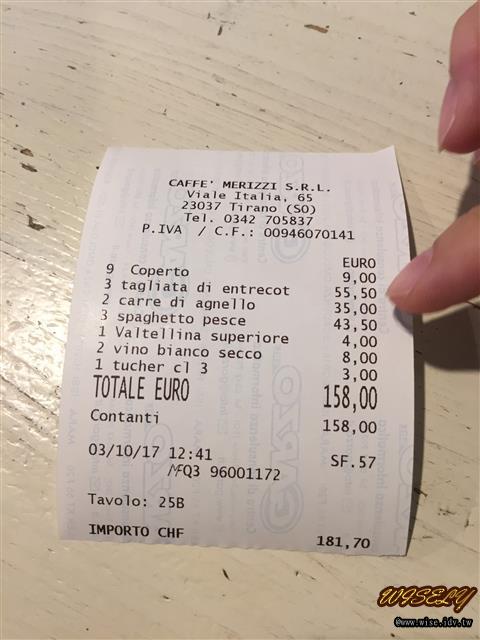 CAFFE' MERIZZI S.R.L.
Viale Italia, 65
23037 Tirano (SO)
Tel. 0342 705837
P.IVA / C.F.: 00946070141
EURO
9 Coperto 9,00
3 tagliata di entrecot 55,50
2 carre di agnello 35,00
3 spaghetto pesce 43,50
1 Valtellina superiore 4,00
2 vino bianco secco 8,00
1 tucher cl 3 3,00
TOTALE EURO 158,00
Contanti 158,00
03/10/17 12:41 SF.57
MFQ3 96001172
Tavolo: 25B
IMPORTO CHF 181,70
WISELY
@www.wise.idv.tw